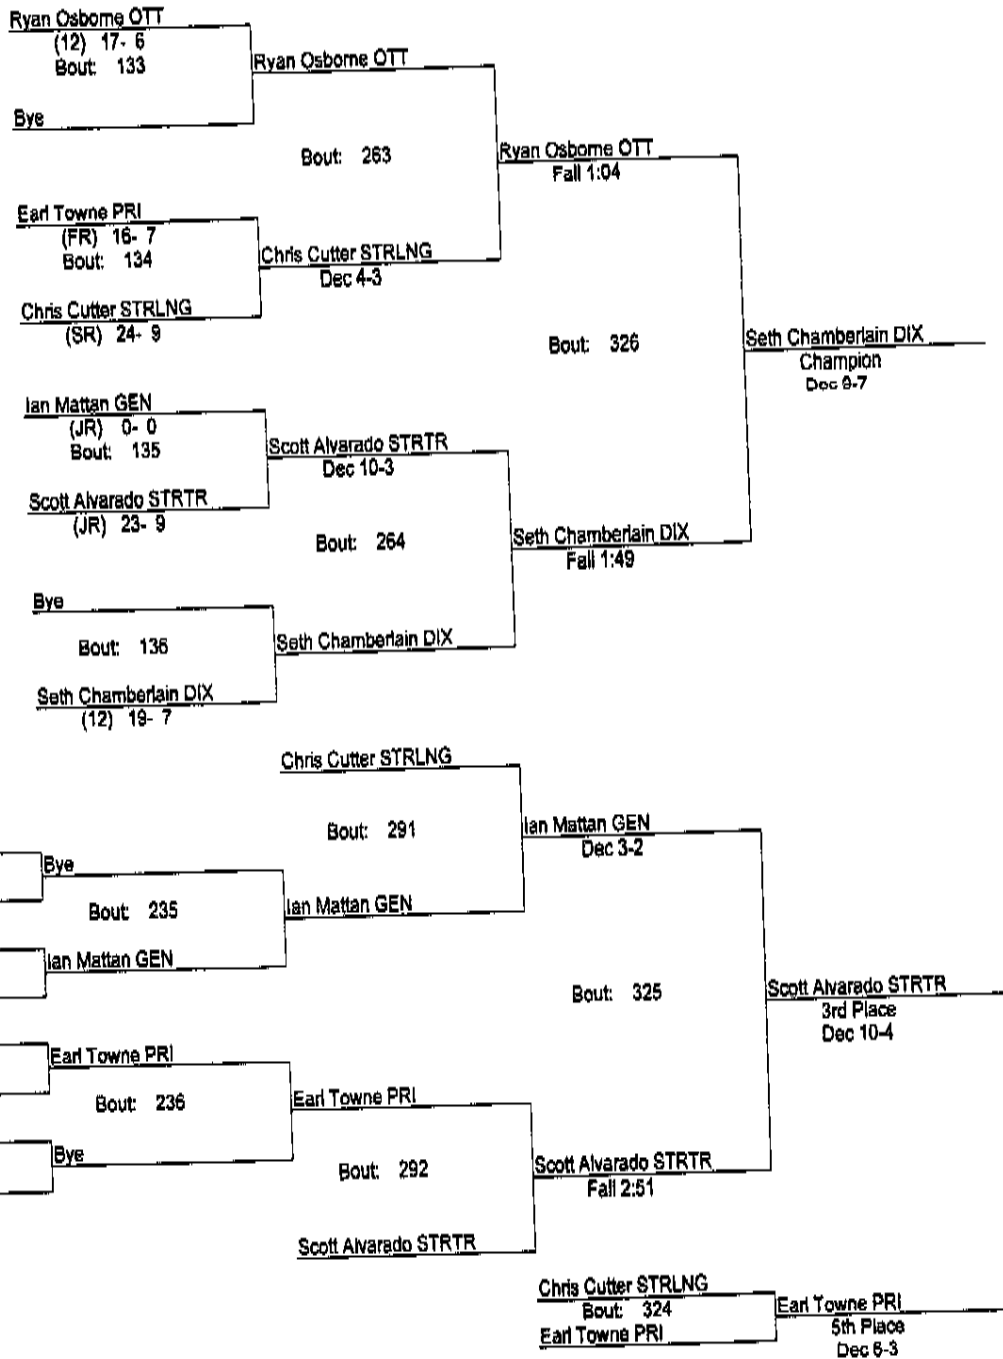 Ryan Osborne OTT
(12) 17- 6
Bout: 133
Bye
Ryan Osborne OTT
Bout: 263
Earl Towne PRI
(FR) 16- 7
Bout: 134
Chris Cutter STRLNG
(SR) 24- 9
Chris Cutter STRLNG
Dec 4-3
Ryan Osborne OTT
Fall 1:04
Bout: 326
Ian Mattan GEN
(JR) 0- 0
Bout: 135
Scott Alvarado STRTR
(JR) 23- 9
Scott Alvarado STRTR
Dec 10-3
Bout: 264
Bye
Bout: 136
Seth Chamberlain DIX
(12) 19- 7
Seth Chamberlain DIX
Seth Chamberlain DIX
Fall 1:49
Seth Chamberlain DIX
Champion
Dec 9-7
Chris Cutter STRLNG
Bout: 291
Bye
Bout: 235
Ian Mattan GEN
Ian Mattan GEN
Ian Mattan GEN
Dec 3-2
Bout: 325
Earl Towne PRI
Bout: 236
Bye
Earl Towne PRI
Bout: 292
Scott Alvarado STRTR
Scott Alvarado STRTR
Fall 2:51
Scott Alvarado STRTR
3rd Place
Dec 10-4
Chris Cutter STRLNG
Bout: 324
Earl Towne PRI
Earl Towne PRI
5th Place
Dec 6-3